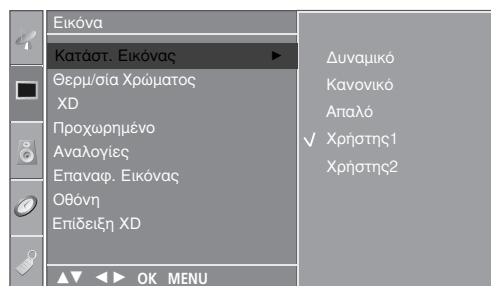 Εικόνα
Κατάστ. Εικόνας ►
Θερμ/σία Χρώματος
XD
Προχωρημένο
Αναλογίες
Επαναφ. Εικόνας
Οθόνη
Επίδειξη XD
▲▼ ◄► OK MENU
Δυναμικό
Κανονικό
Απαλό
√ Χρήστης1
Χρήστης2